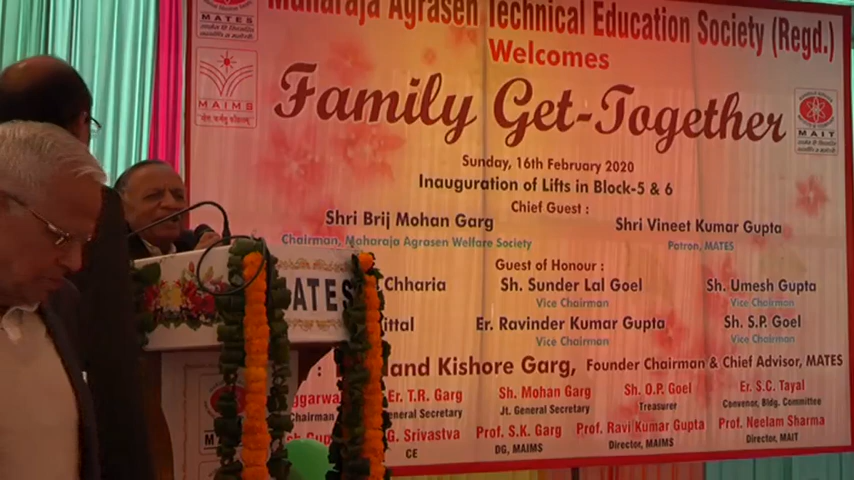 Maharaja Agrasen Technical Education Society (Regd.)
Welcomes
Family Get-Together
MATES
MAIMS
MAIT
Sunday, 16th February 2020
Inauguration of Lifts in Block-5 & 6
Chief Guest :
Shri Brij Mohan Garg Shri Vineet Kumar Gupta
Chairman, Maharaja Agrasen Welfare Society Patron, MATES
Guest of Honour :
Chharia Sh. Sunder Lal Goel Sh. Umesh Gupta
Vice Chairman Vice Chairman
ittal Er. Ravinder Kumar Gupta Sh. S.P. Goel
Vice Chairman Vice Chairman
MATES
and Kishore Garg, Founder Chairman & Chief Advisor, MATES
ggarwal Er. T.R. Garg Sh. Mohan Garg Sh. O.P. Goel Er. S.C. Tayal
Chairman General Secretary Jt. General Secretary Treasurer Convenor, Bldg. Committee
Gupta G. Srivastva Prof. S.K. Garg Prof. Ravi Kumar Gupta Prof. Neelam Sharma
CE DG, MAIMS Director, MAIMS Director, MAIT